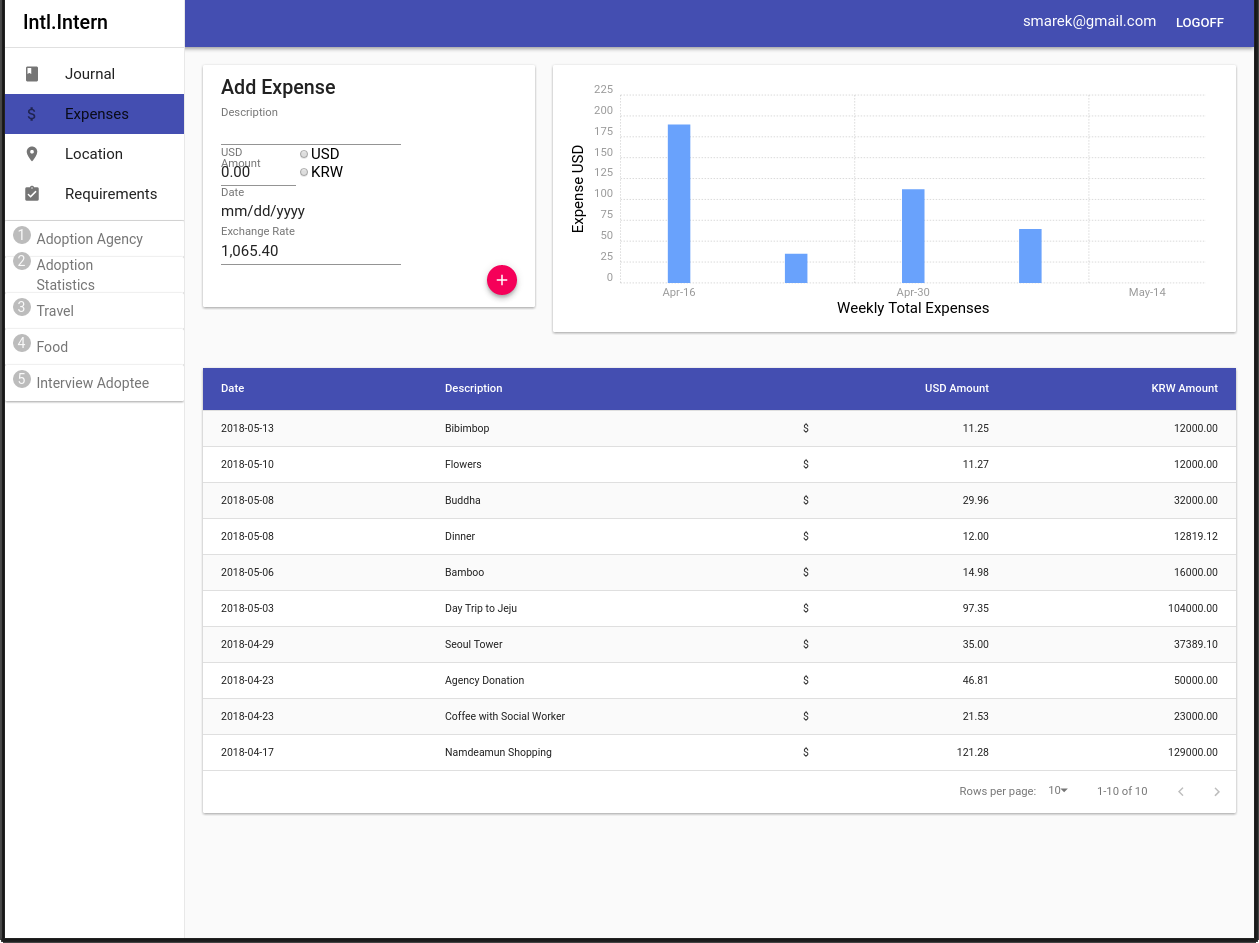 Intl.Intern
smarek@gmail.com LOGOFF
Journal
$ Expenses
Location
Requirements
1 Adoption Agency
2 Adoption
Statistics
3 Travel
4 Food
5 Interview Adoptee
Add Expense
Description
USD
Amount
0.00
USD
KRW
Date
mm/dd/yyyy
Exchange Rate
1,065.40
+
Expense USD
225
200
175
150
125
100
75
50
25
0
Apr-16 Apr-30 May-14
Weekly Total Expenses
Date Description USD Amount KRW Amount
2018-05-13 Bibimbop $ 11.25 12000.00
2018-05-10 Flowers $ 11.27 12000.00
2018-05-08 Buddha $ 29.96 32000.00
2018-05-08 Dinner $ 12.00 12819.12
2018-05-06 Bamboo $ 14.98 16000.00
2018-05-03 Day Trip to Jeju $ 97.35 104000.00
2018-04-29 Seoul Tower $ 35.00 37389.10
2018-04-23 Agency Donation $ 46.81 50000.00
2018-04-23 Coffee with Social Worker $ 21.53 23000.00
2018-04-17 Namdeamun Shopping $ 121.28 129000.00
Rows per page: 10 1-10 of 10